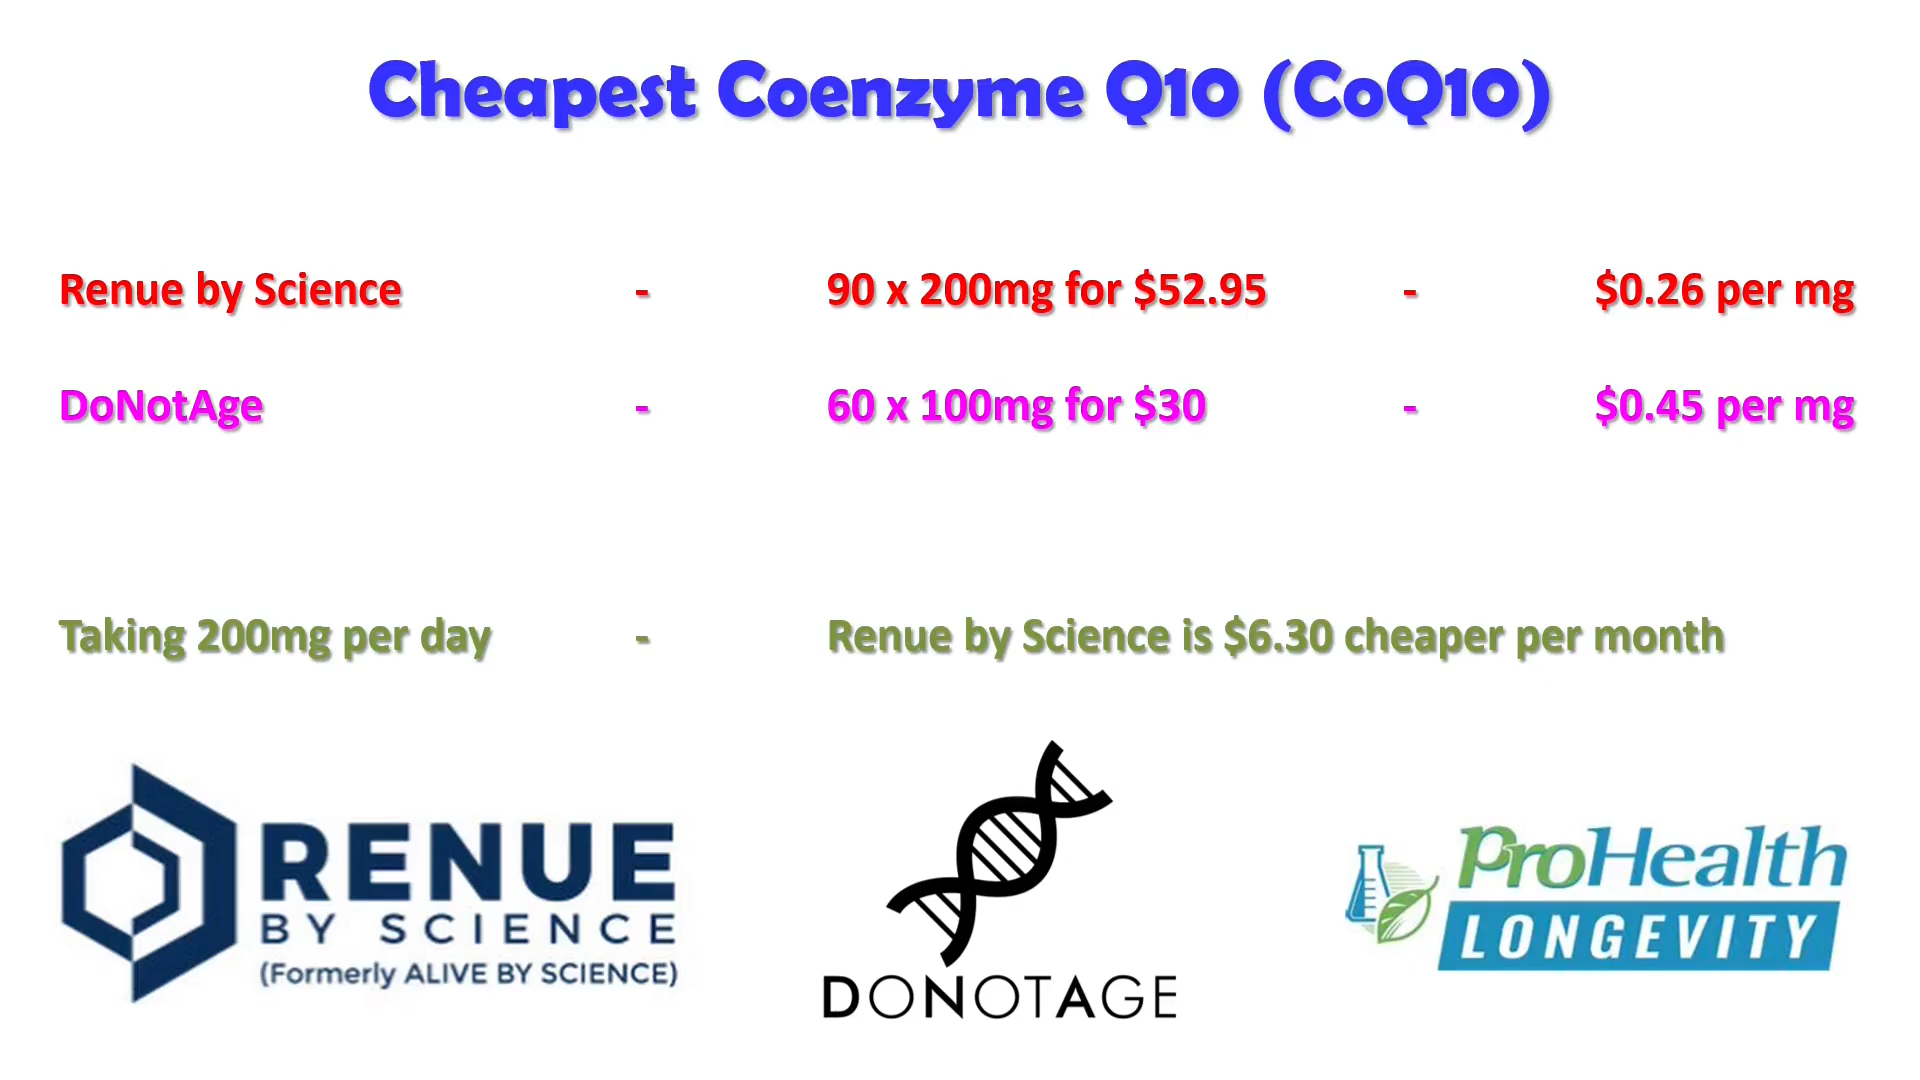 Cheapest Coenzyme Q10 (CoQ10)
Renue by Science - 90 x 200mg for $52.95 - $0.26 per mg
DoNotAge - 60 x 100mg for $30 - $0.45 per mg
Taking 200mg per day - Renue by Science is $6.30 cheaper per month
RENUE
BY SCIENCE
(Formerly ALIVE BY SCIENCE)
DONOTAGE
ProHealth
LONGEVITY